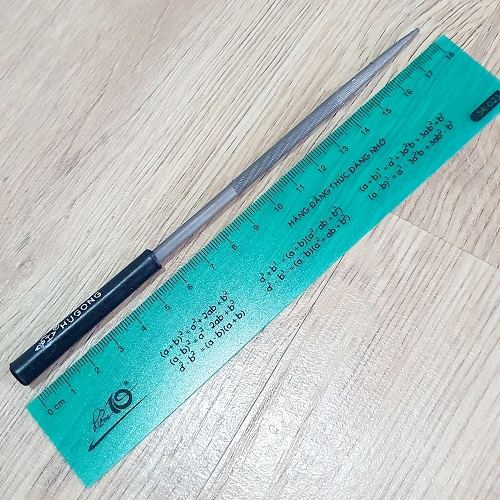 HUGONG
0 cm 1 2 3 4 5 6 7 8 9 10 11 12 13 14 15 16 17 18
SR-021
HẰNG ĐẲNG THỨC ĐÁNG NHỚ
(a + b)² = a² + 2ab + b²
(a - b)² = a² - 2ab + b²
a² - b² = (a - b)(a + b)
a³ + b³ = (a + b)(a² - ab + b²)
a³ - b³ = (a - b)(a² + ab + b²)
(a + b)³ = a³ + 3a²b + 3ab² + b³
(a - b)³ = a³ - 3a²b + 3ab² - b³